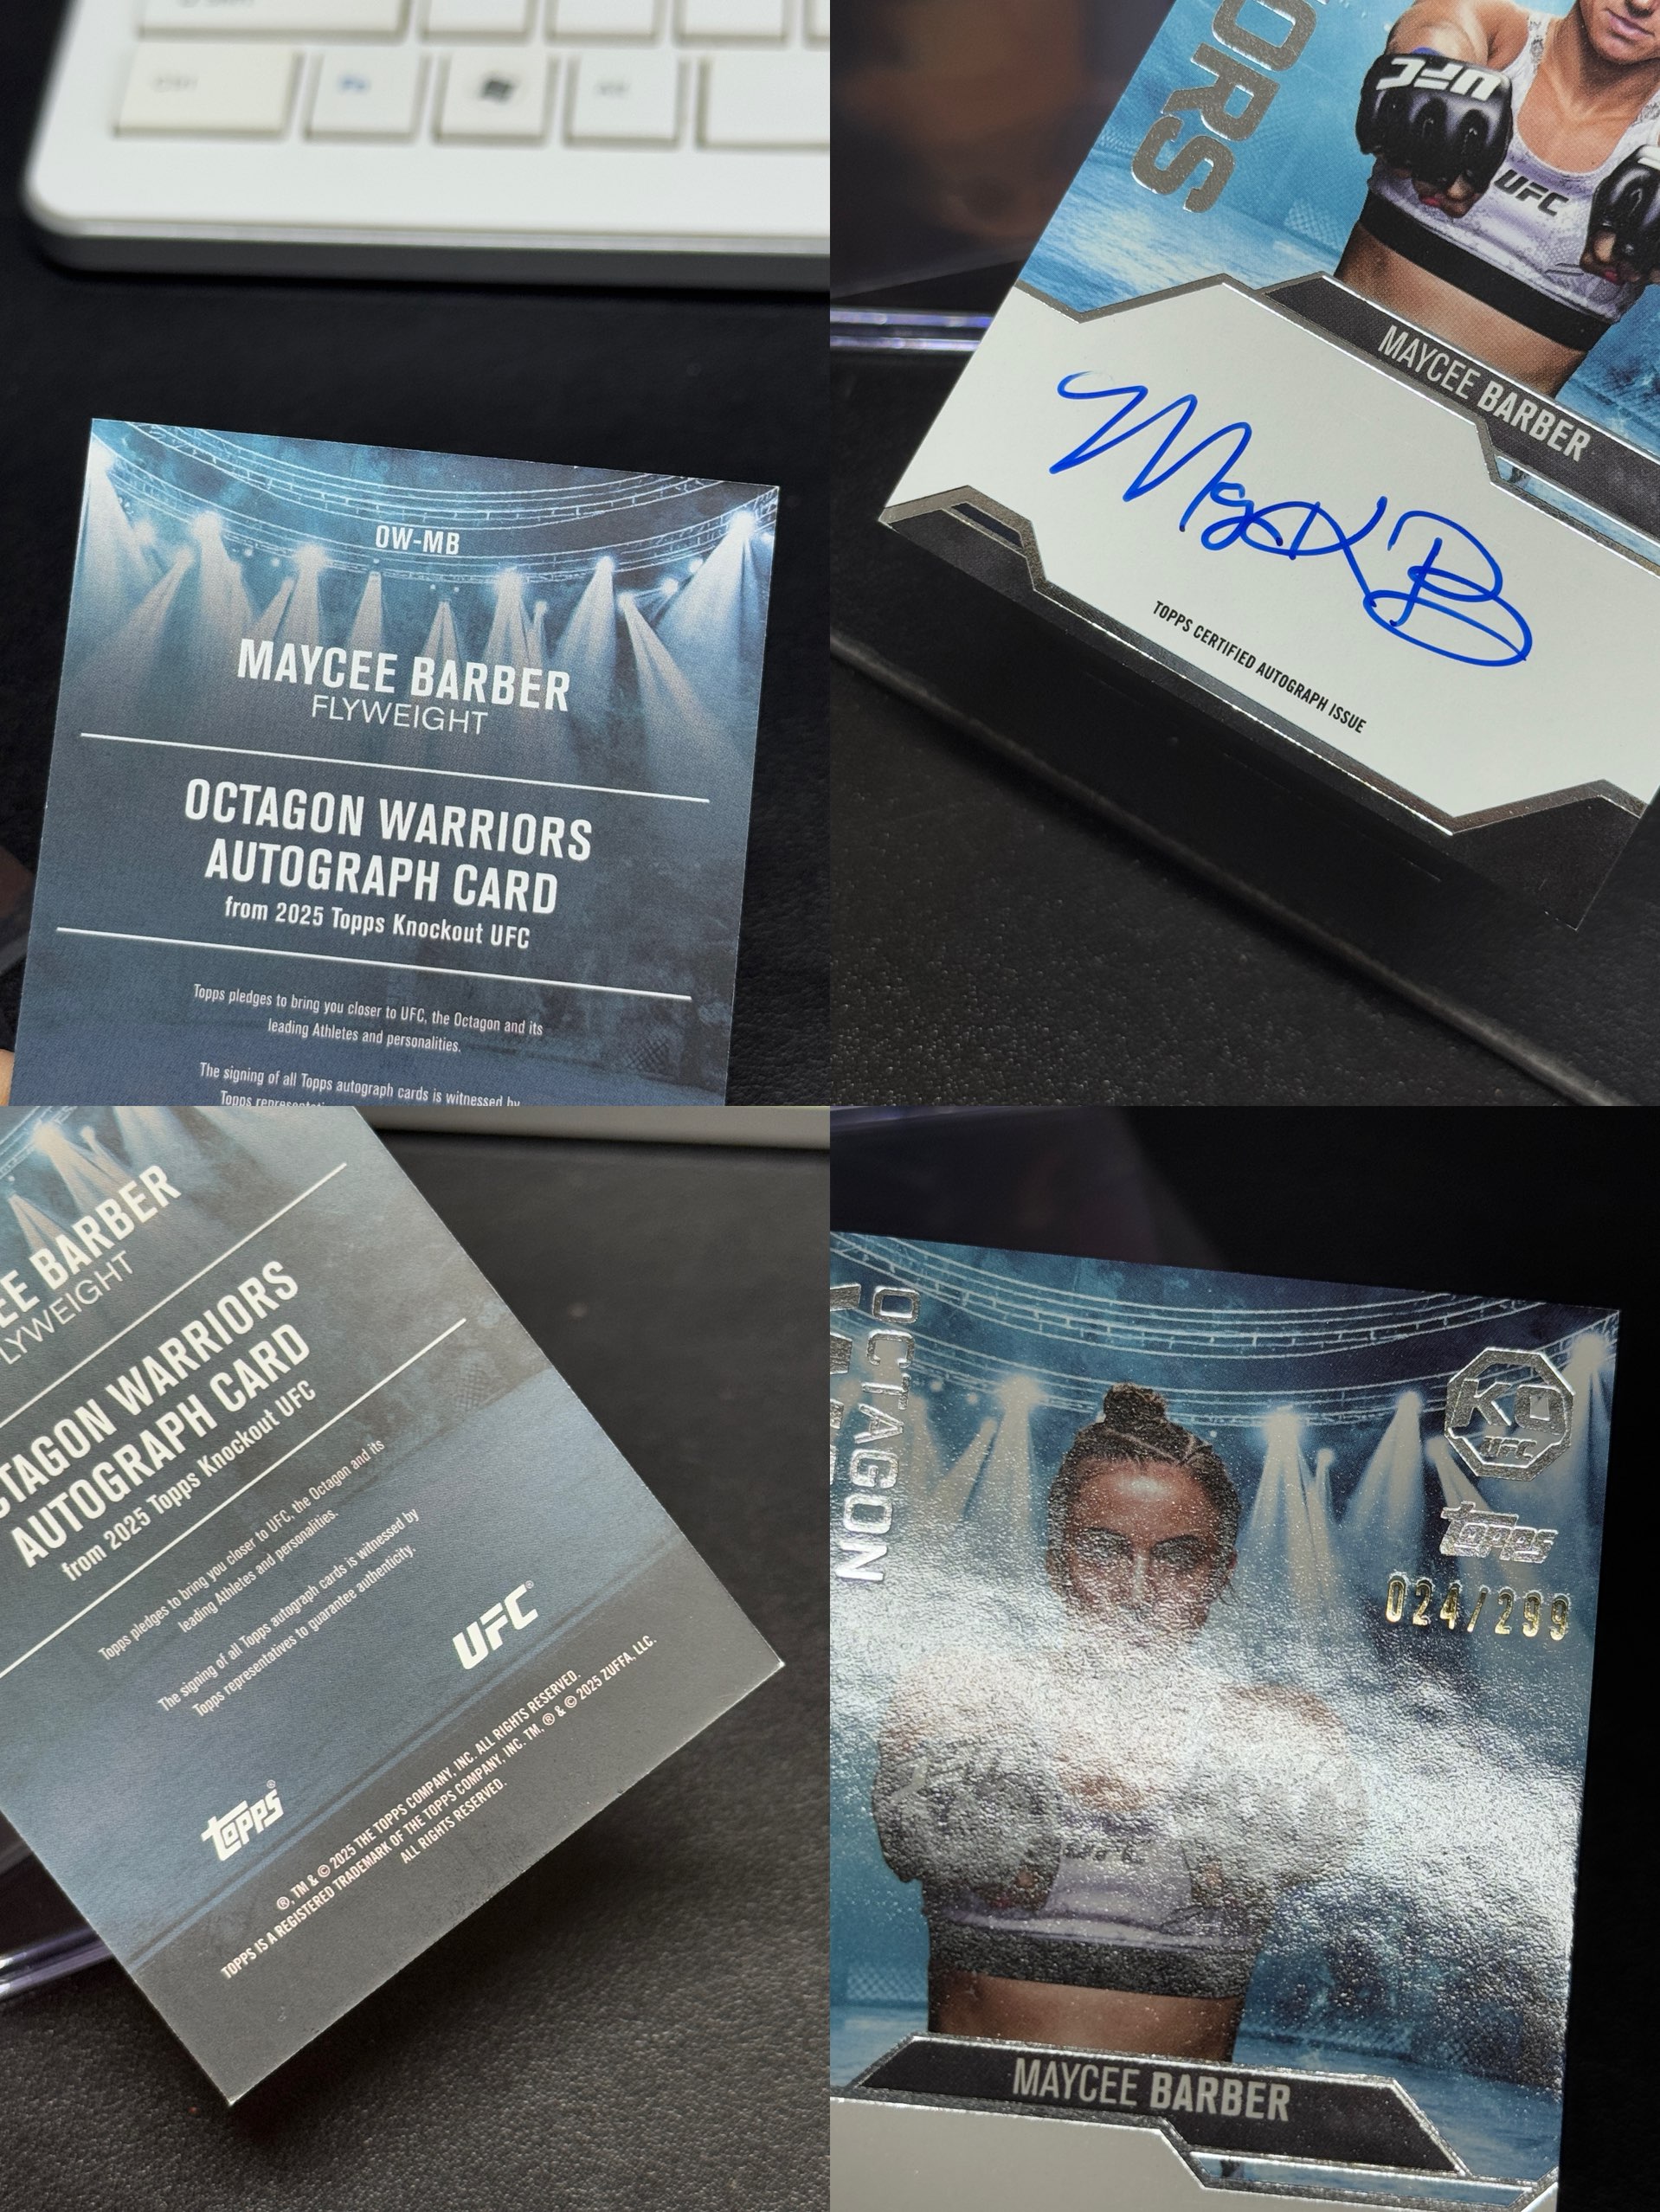 Ctrl
Alt
OW-MB
MAYCEE BARBER
FLYWEIGHT
OCTAGON WARRIORS
AUTOGRAPH CARD
from 2025 Topps Knockout UFC
Topps pledges to bring you closer to UFC, the Octagon and its
leading Athletes and personalities.
The signing of all Topps autograph cards is witnessed by
ORS
UFC
UFC
MAYCEE BARBER
TOPPS CERTIFIED AUTOGRAPH ISSUE
EE BARBER
LYWEIGHT
CTAGON WARRIORS
AUTOGRAPH CARD
from 2025 Topps Knockout UFC
Topps pledges to bring you closer to UFC, the Octagon and its
leading Athletes and personalities.
The signing of all Topps autograph cards is witnessed by
Topps representatives to guarantee authenticity.
UFC®
topps®
®, TM & © 2025 THE TOPPS COMPANY, INC. ALL RIGHTS RESERVED.
TOPPS IS A REGISTERED TRADEMARK OF THE TOPPS COMPANY, INC. TM, ® & © 2025 ZUFFA, LLC.
ALL RIGHTS RESERVED.
OCTAGON
KO
UFC
topps
024/299
MAYCEE BARBER